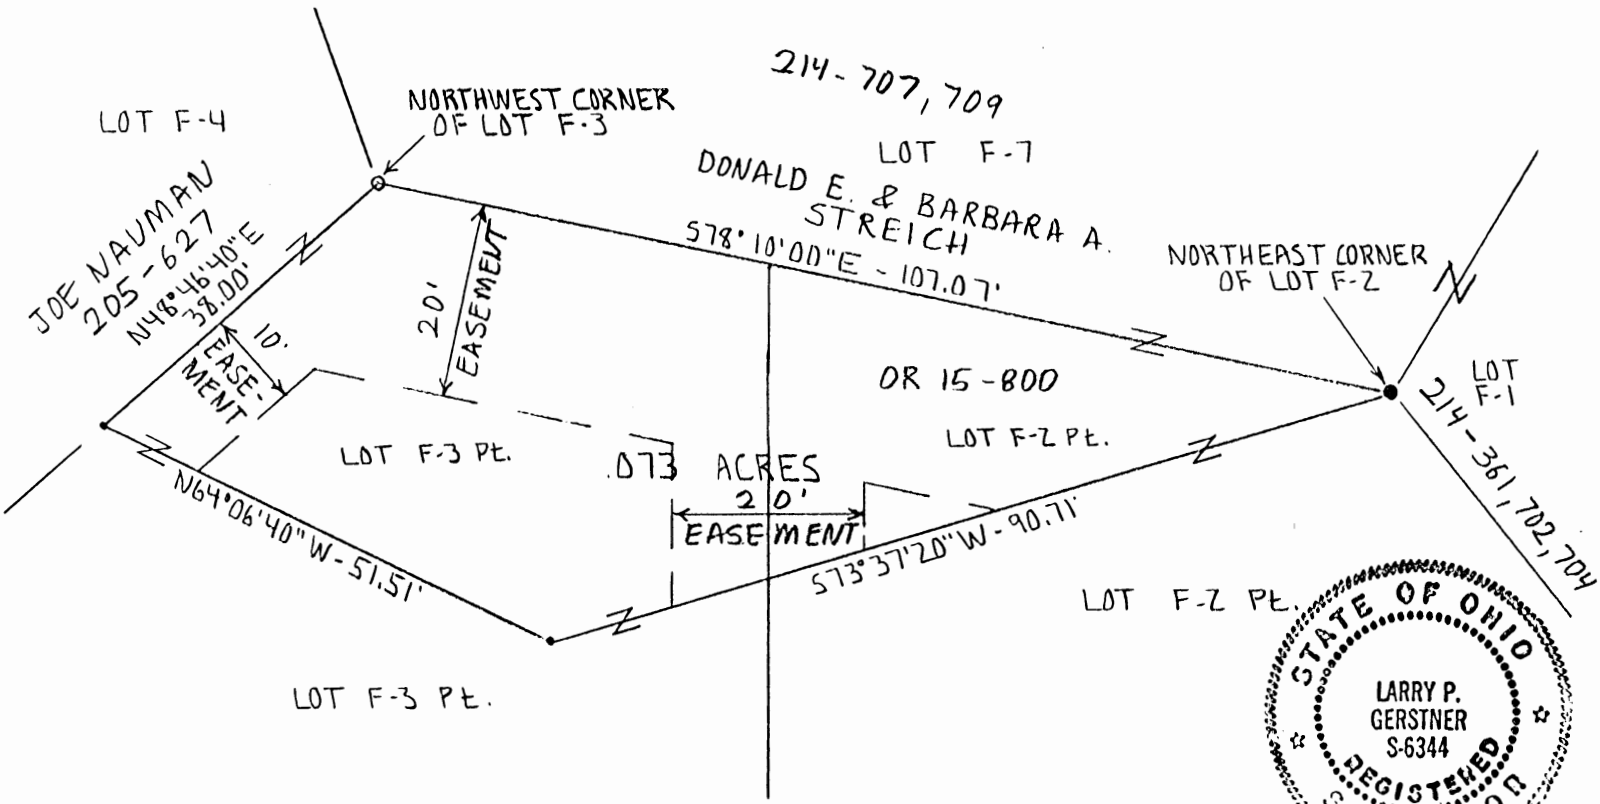 214-707, 709
LOT F-4
NORTHWEST CORNER
OF LOT F-3
LOT F-7
DONALD E. & BARBARA A.
STREICH
S78°10'00"E - 107.07'
JOE NAUMAN
205-627
N48°46'40"E
38.00'
10'
EASE-
MENT
20'
EASEMENT
NORTHEAST CORNER
OF LOT F-2
LOT
F-1
214-361, 702, 704
OR 15-800
LOT F-2 Pt.
LOT F-3 Pt.
.073 ACRES
20'
EASEMENT
N64°06'40"W - 51.51'
S73°37'20"W - 90.71'
LOT F-2 Pt.
LOT F-3 Pt.
STATE OF OHIO
LARRY P.
GERSTNER
S-6344
REGISTERED